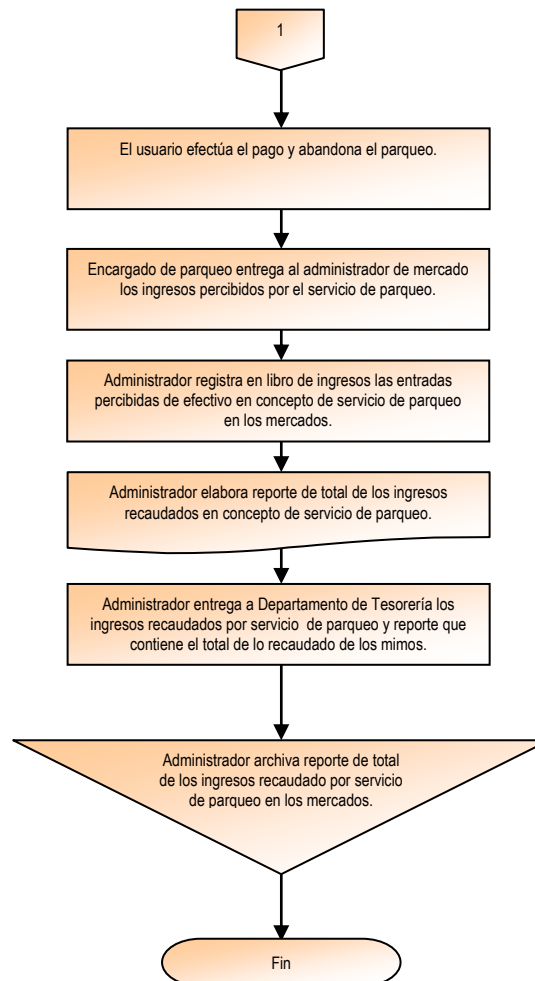 1
El usuario efectúa el pago y abandona el parqueo.
Encargado de parqueo entrega al administrador de mercado
los ingresos percibidos por el servicio de parqueo.
Administrador registra en libro de ingresos las entradas
percibidas de efectivo en concepto de servicio de parqueo
en los mercados.
Administrador elabora reporte de total de los ingresos
recaudados en concepto de servicio de parqueo.
Administrador entrega a Departamento de Tesorería los
ingresos recaudados por servicio de parqueo y reporte que
contiene el total de lo recaudado de los mimos.
Administrador archiva reporte de total
de los ingresos recaudado por servicio
de parqueo en los mercados.
Fin